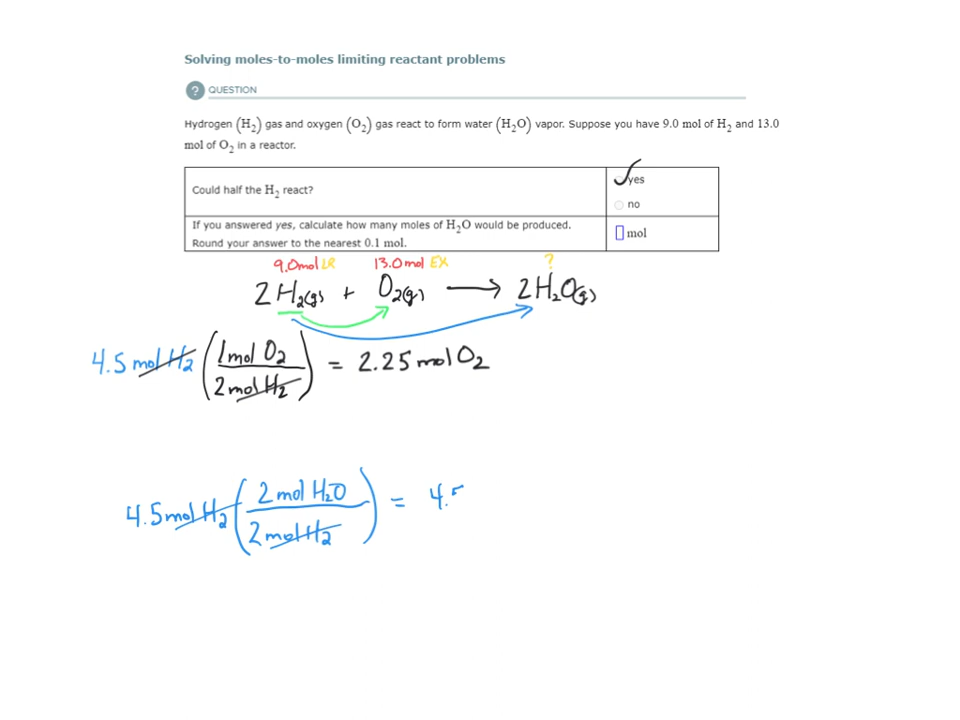 Solving moles-to-moles limiting reactant problems
? QUESTION
Hydrogen (H₂) gas and oxygen (O₂) gas react to form water (H₂O) vapor. Suppose you have 9.0 mol of H₂ and 13.0
mol of O₂ in a reactor.
Could half the H₂ react?
yes
no
If you answered yes, calculate how many moles of H₂O would be produced.
Round your answer to the nearest 0.1 mol.
mol
9.0mol LR 13.0mol EX ?
2H₂(g) + O₂(g) → 2H₂O(g)
4.5 mol H₂ (1mol O₂ / 2mol H₂) = 2.25 mol O₂
4.5 mol H₂ (2mol H₂O / 2mol H₂) = 4.5